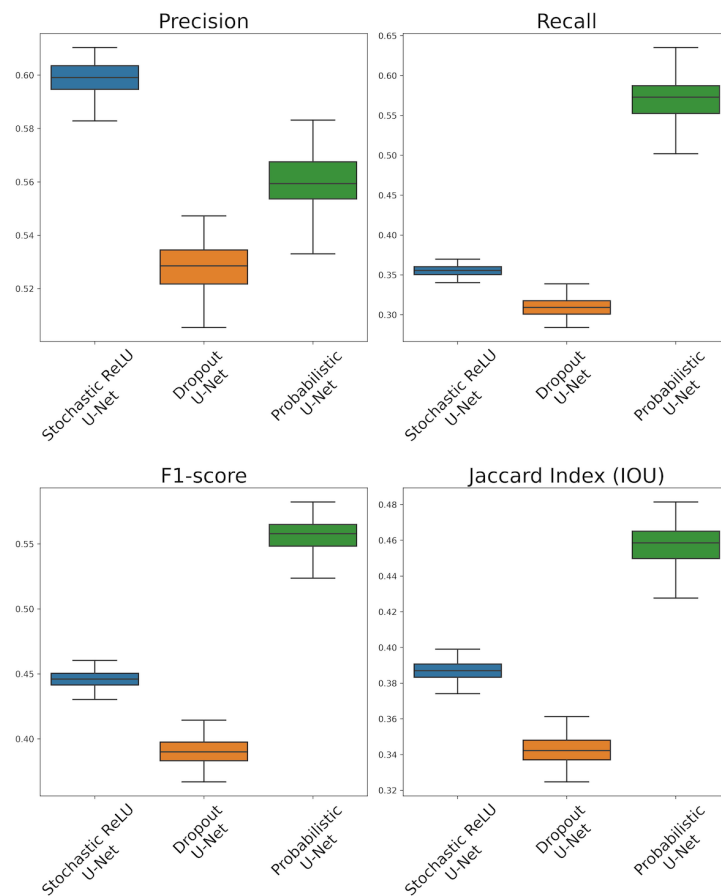 Precision
0.60
0.58
0.56
0.54
0.52
Stochastic ReLU
U-Net
Dropout
U-Net
Probabilistic
U-Net
Recall
0.65
0.60
0.55
0.50
0.45
0.40
0.35
0.30
Stochastic ReLU
U-Net
Dropout
U-Net
Probabilistic
U-Net
F1-score
0.55
0.50
0.45
0.40
Stochastic ReLU
U-Net
Dropout
U-Net
Probabilistic
U-Net
Jaccard Index (IOU)
0.48
0.46
0.44
0.42
0.40
0.38
0.36
0.34
0.32
Stochastic ReLU
U-Net
Dropout
U-Net
Probabilistic
U-Net